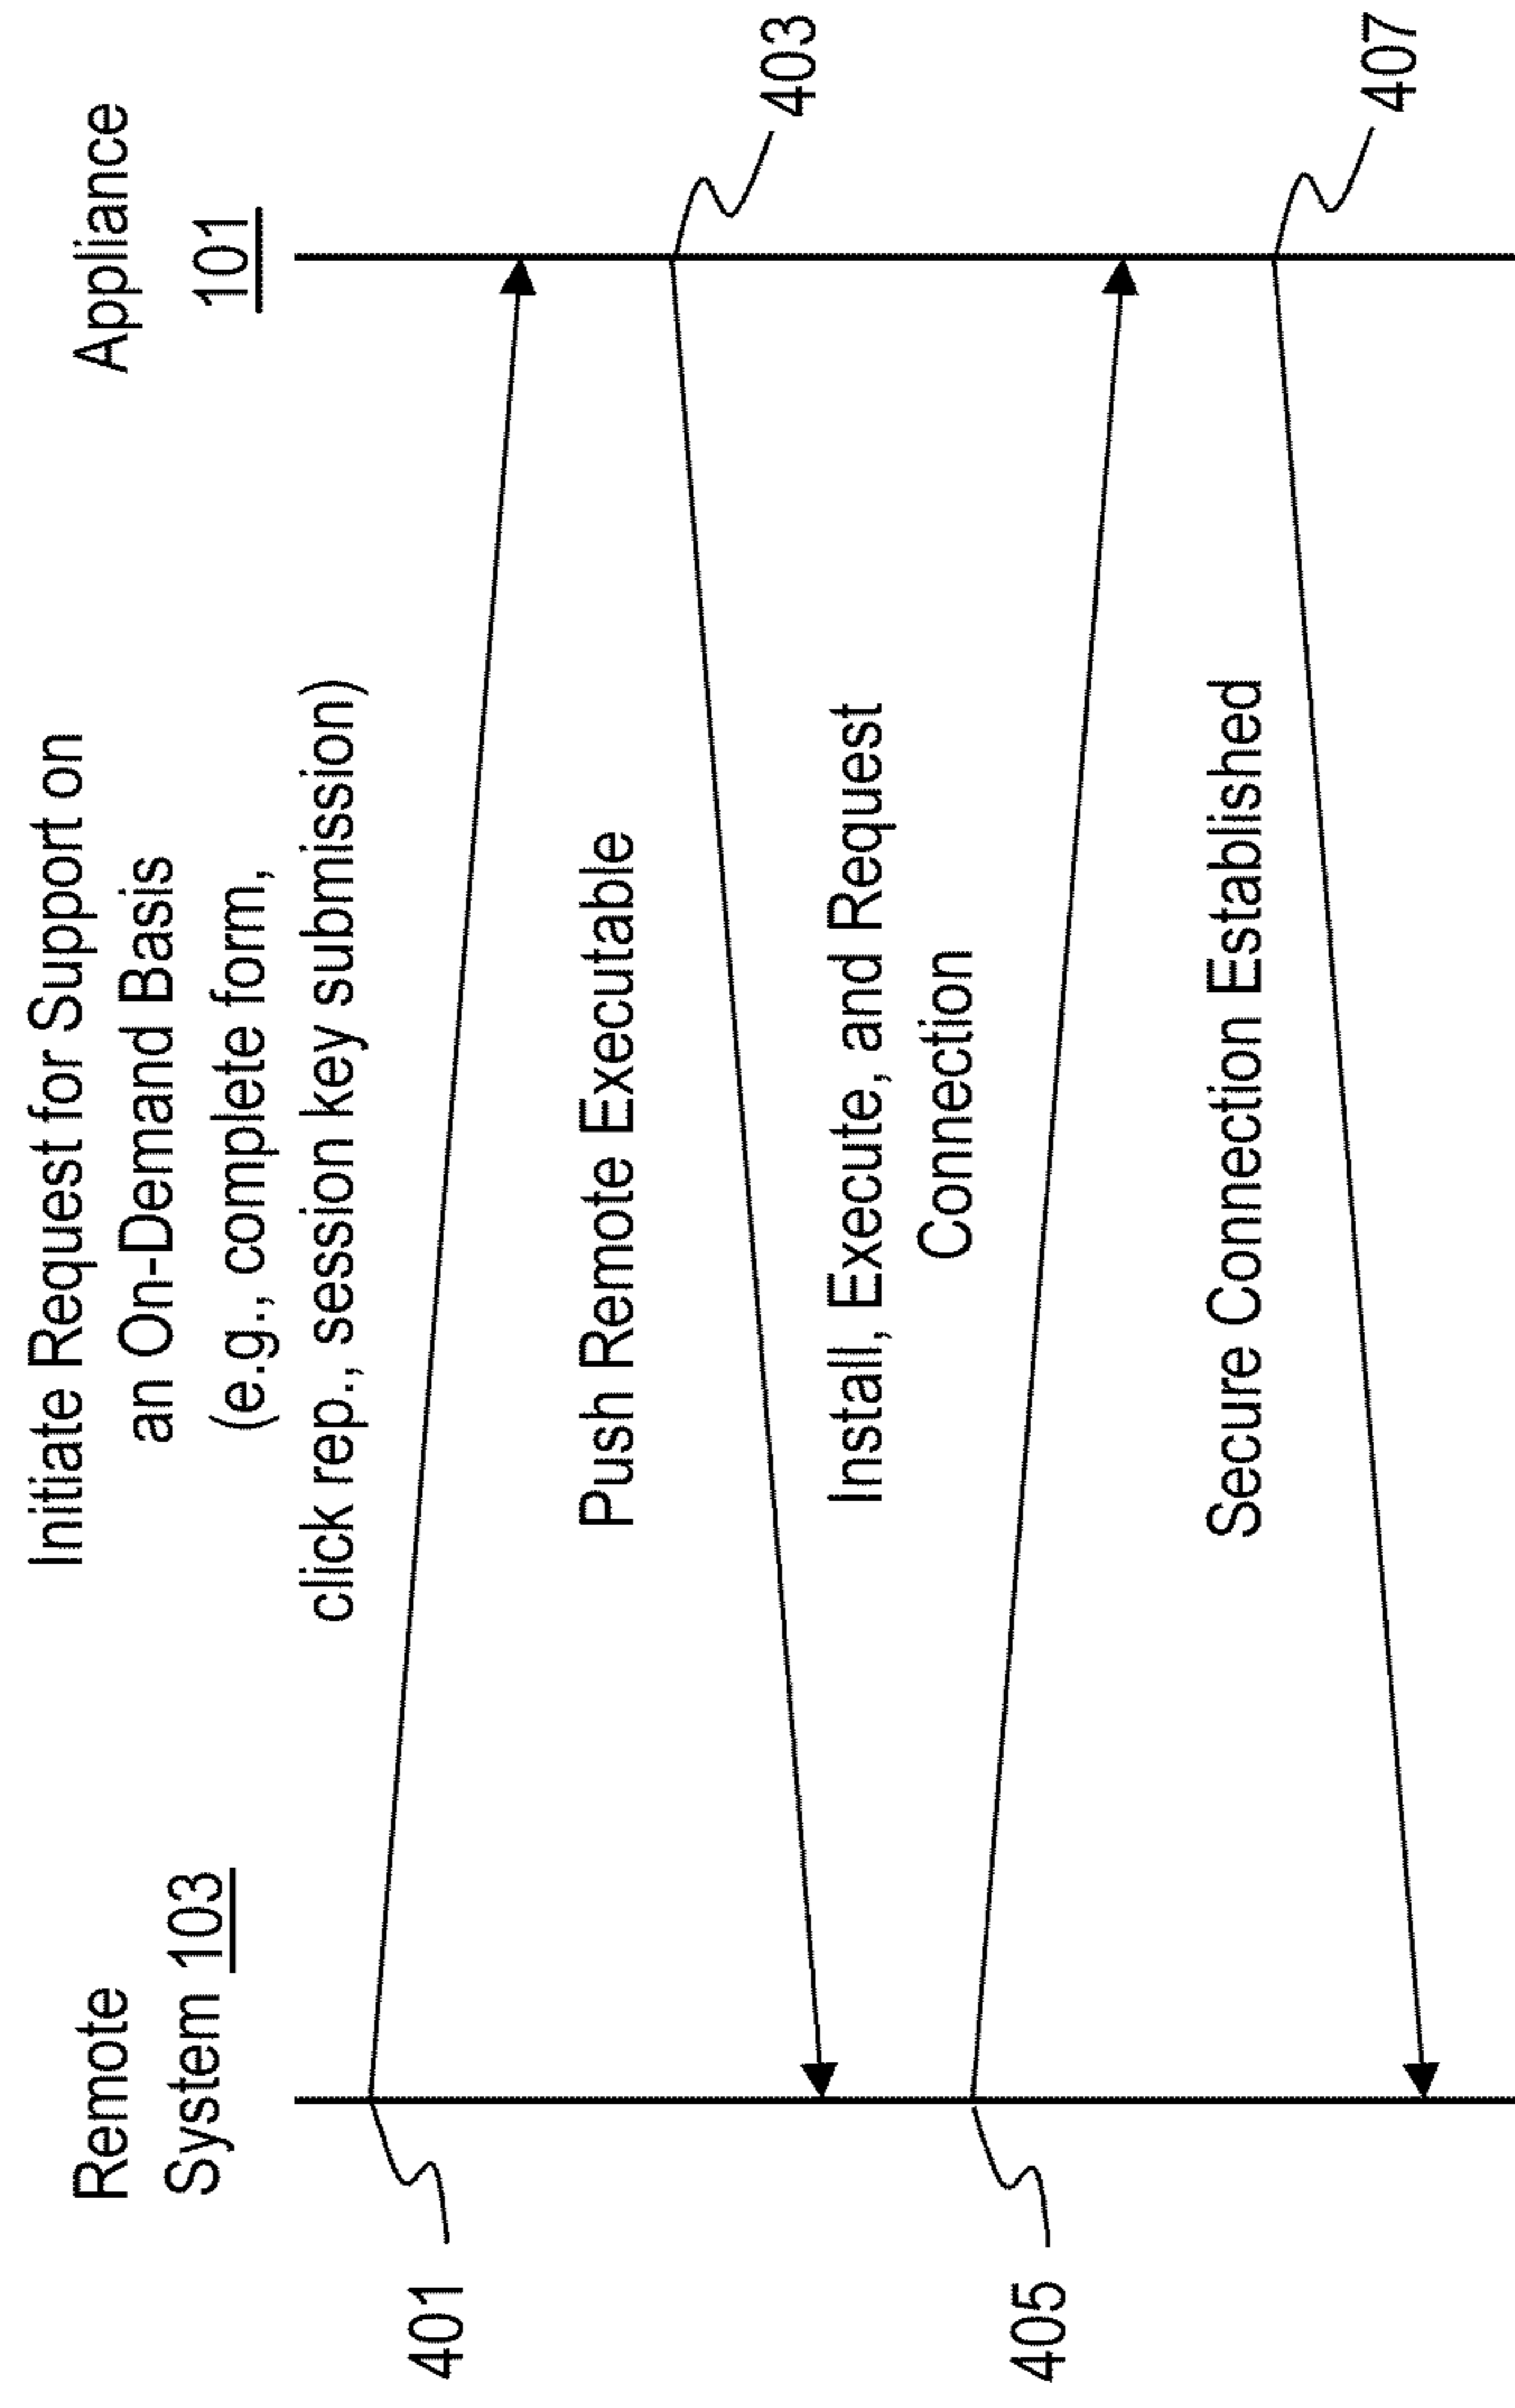 Initiate Request for Support on
an On-Demand Basis
(e.g., complete form,
click rep., session key submission)
Remote
System 103
Appliance
101
401
Push Remote Executable
403
Install, Execute, and Request
Connection
405
Secure Connection Established
407